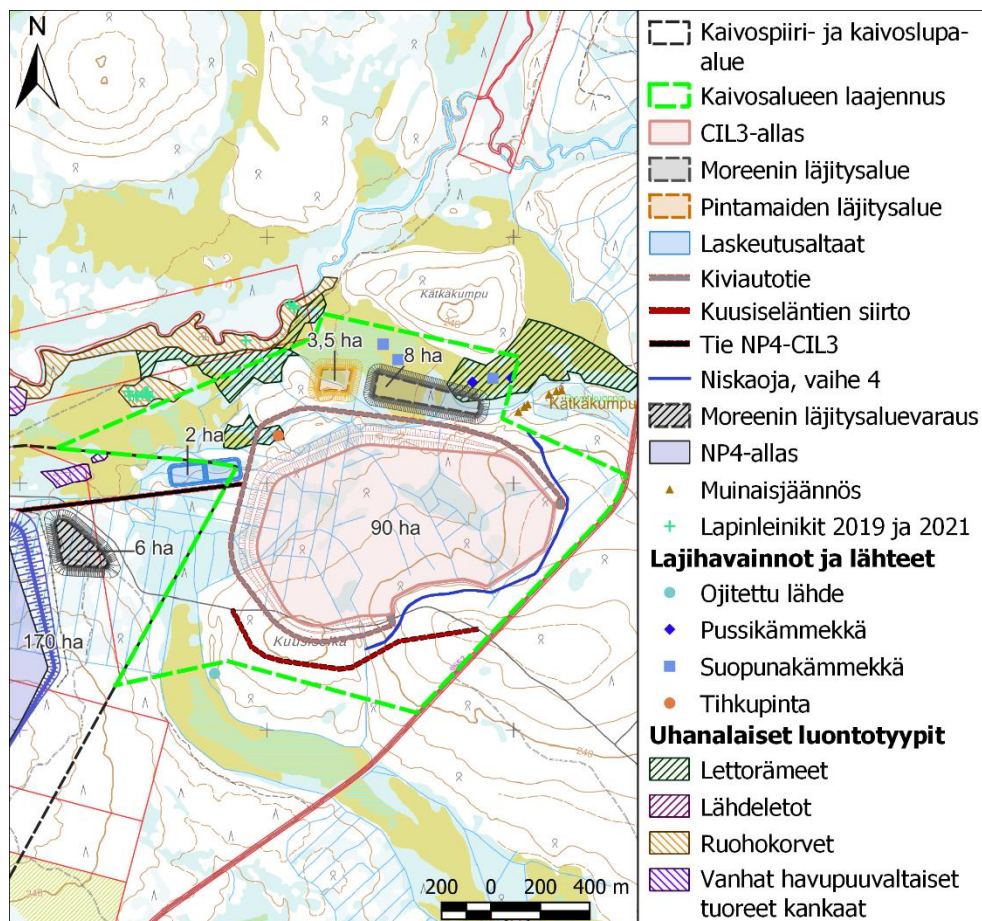 N
Kätkäkumpu
240
3,5 ha
8 ha
Kätkäkumpu
2 ha
90 ha
6 ha
Kuusiselkä
170 ha
240
240
200 0 200 400 m
Kaivospiiri- ja kaivoslupa-
alue
Kaivosalueen laajennus
CIL3-allas
Moreenin läjitysalue
Pintamaiden läjitysalue
Laskeutusaltaat
Kiviautotie
Kuusiseläntien siirto
Tie NP4-CIL3
Niskaoja, vaihe 4
Moreenin läjitysaluevaraus
NP4-allas
Muinaisjäännös
Lapinleinikit 2019 ja 2021
Lajihavainnot ja lähteet
Ojitettu lähde
Pussikämmekkä
Suopunakämmekkä
Tihkupinta
Uhanalaiset luontotyypit
Lettorämeet
Lähdeletot
Ruohokorvet
Vanhat havupuuvaltaiset
tuoreet kankaat